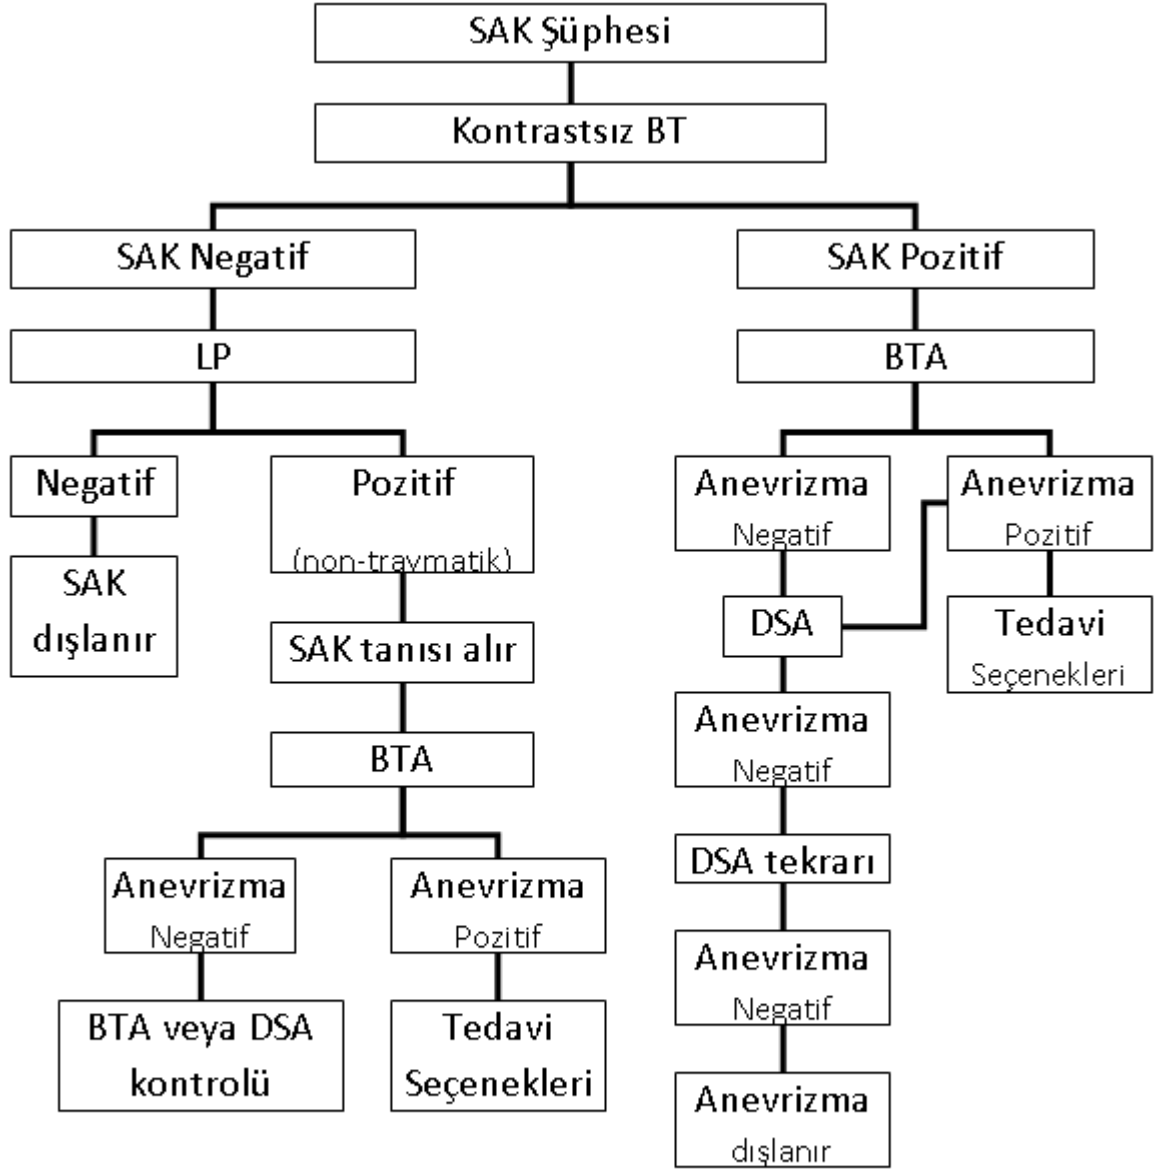 SAK Şüphesi
Kontrastsız BT
SAK Negatif
SAK Pozitif
LP
BTA
Negatif
Pozitif
(non-travmatik)
Anevrizma
Negatif
Anevrizma
Pozitif
SAK
dışlanır
SAK tanısı alır
DSA
Tedavi
Seçenekleri
BTA
Anevrizma
Negatif
Anevrizma
Negatif
Anevrizma
Pozitif
DSA tekrarı
Anevrizma
Negatif
BTA veya DSA
kontrolü
Tedavi
Seçenekleri
Anevrizma
dışlanır